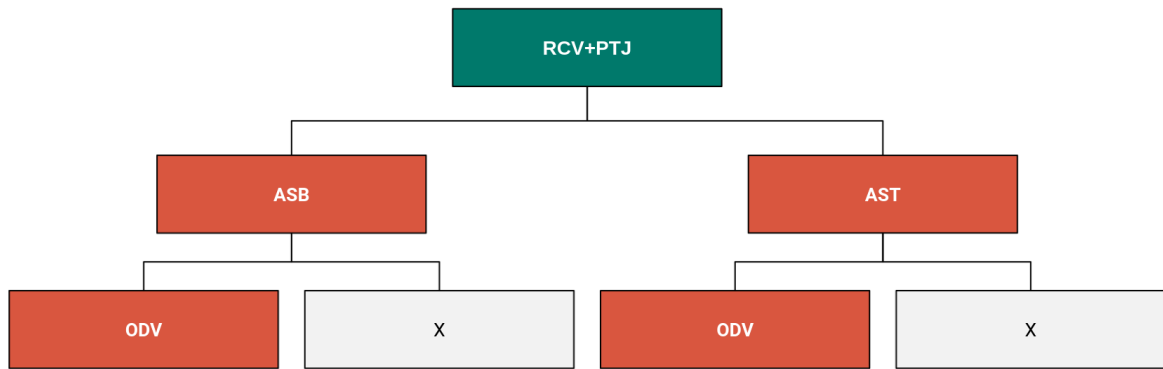 RCV+PTJ
ASB
AST
ODV
X
ODV
X